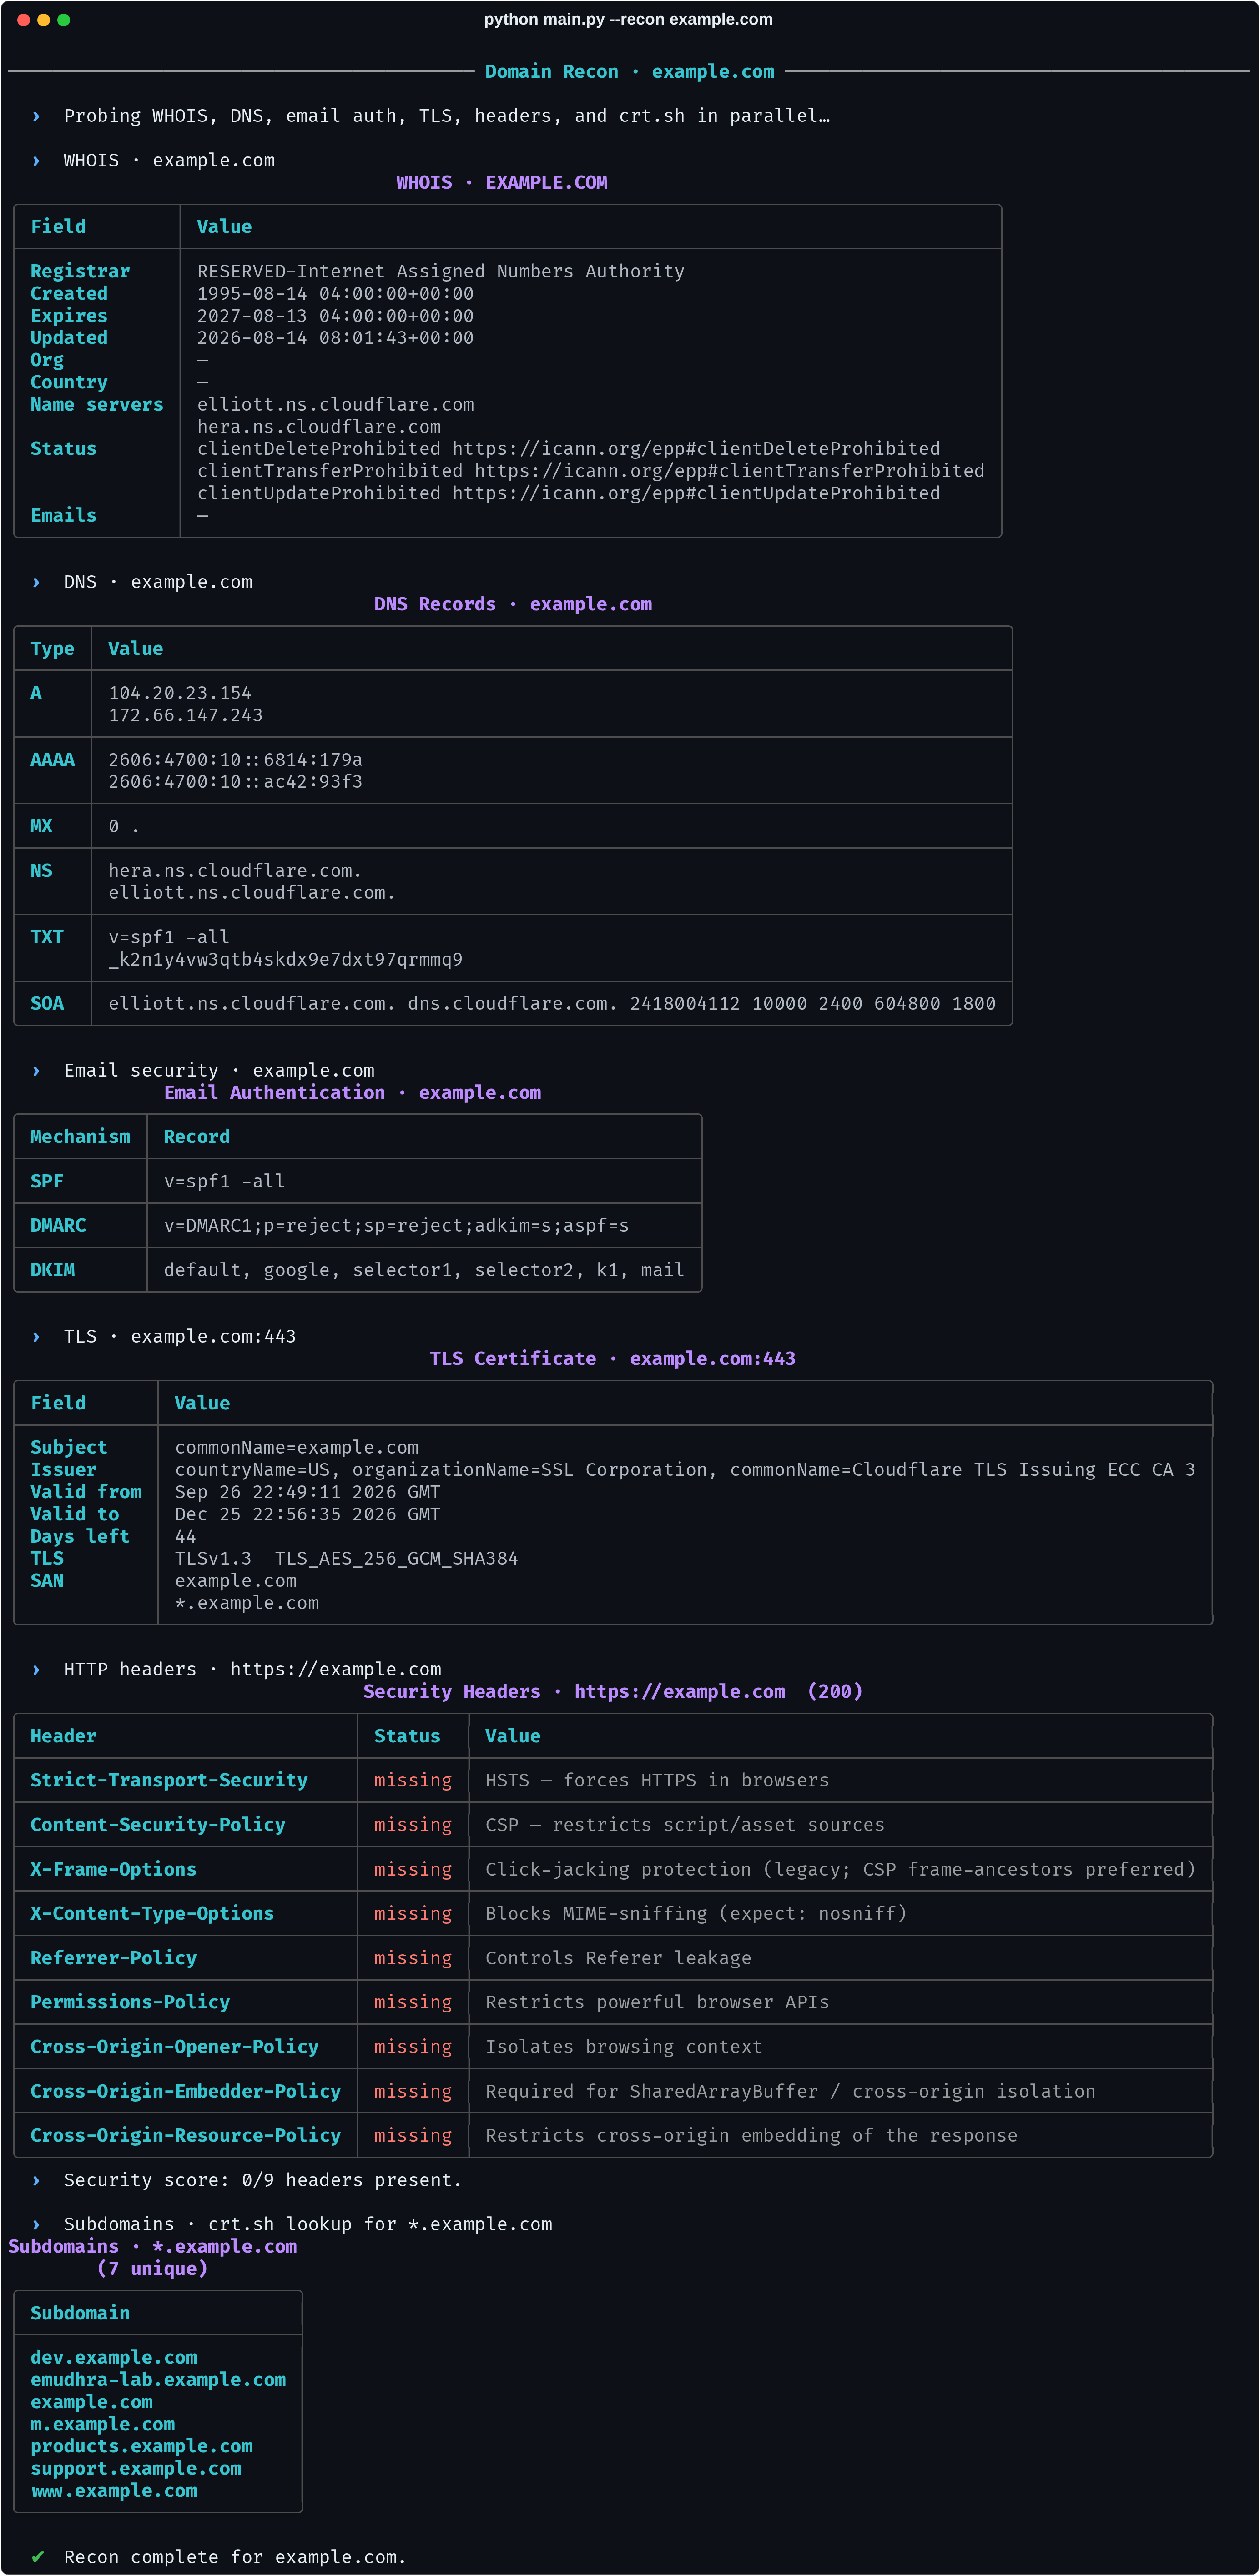 python main.py --recon example.com
Domain Recon · example.com
› Probing WHOIS, DNS, email auth, TLS, headers, and crt.sh in parallel…
› WHOIS · example.com
WHOIS · EXAMPLE.COM
Field Value
Registrar RESERVED-Internet Assigned Numbers Authority
Created 1995-08-14 04:00:00+00:00
Expires 2027-08-13 04:00:00+00:00
Updated 2026-08-14 08:01:43+00:00
Org —
Country —
Name servers elliott.ns.cloudflare.com
hera.ns.cloudflare.com
Status clientDeleteProhibited https://icann.org/epp#clientDeleteProhibited
clientTransferProhibited https://icann.org/epp#clientTransferProhibited
clientUpdateProhibited https://icann.org/epp#clientUpdateProhibited
Emails —
› DNS · example.com
DNS Records · example.com
Type Value
A 104.20.23.154
172.66.147.243
AAAA 2606:4700:10::6814:179a
2606:4700:10::ac42:93f3
MX 0 .
NS hera.ns.cloudflare.com.
elliott.ns.cloudflare.com.
TXT v=spf1 -all
_k2n1y4vw3qtb4skdx9e7dxt97qrmmq9
SOA elliott.ns.cloudflare.com. dns.cloudflare.com. 2418004112 10000 2400 604800 1800
› Email security · example.com
Email Authentication · example.com
Mechanism Record
SPF v=spf1 -all
DMARC v=DMARC1;p=reject;sp=reject;adkim=s;aspf=s
DKIM default, google, selector1, selector2, k1, mail
› TLS · example.com:443
TLS Certificate · example.com:443
Field Value
Subject commonName=example.com
Issuer countryName=US, organizationName=SSL Corporation, commonName=Cloudflare TLS Issuing ECC CA 3
Valid from Sep 26 22:49:11 2026 GMT
Valid to Dec 25 22:56:35 2026 GMT
Days left 44
TLS TLSv1.3 TLS_AES_256_GCM_SHA384
SAN example.com
*.example.com
› HTTP headers · https://example.com
Security Headers · https://example.com (200)
Header Status Value
Strict-Transport-Security missing HSTS — forces HTTPS in browsers
Content-Security-Policy missing CSP — restricts script/asset sources
X-Frame-Options missing Click-jacking protection (legacy; CSP frame-ancestors preferred)
X-Content-Type-Options missing Blocks MIME-sniffing (expect: nosniff)
Referrer-Policy missing Controls Referer leakage
Permissions-Policy missing Restricts powerful browser APIs
Cross-Origin-Opener-Policy missing Isolates browsing context
Cross-Origin-Embedder-Policy missing Required for SharedArrayBuffer / cross-origin isolation
Cross-Origin-Resource-Policy missing Restricts cross-origin embedding of the response
› Security score: 0/9 headers present.
› Subdomains · crt.sh lookup for *.example.com
Subdomains · *.example.com
(7 unique)
Subdomain
dev.example.com
emudhra-lab.example.com
example.com
m.example.com
products.example.com
support.example.com
www.example.com
✔ Recon complete for example.com.